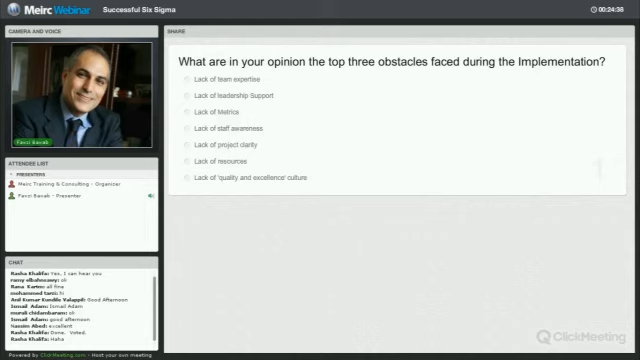 Meirc Webinar
Successful Six Sigma
00:24:38
CAMERA AND VOICE
SHARE
Fawzi Bawab
ATTENDEE LIST
PRESENTERS
Meirc Training & Consulting - Organizer
Fawzi Bawab - Presenter
CHAT
Rasha Khalifa: Yes, I can hear you
ramy elbahnasawy: ok
Rana Karim: all fine
mohammed tarsi: hi
Anil Kumar Kundile Valappil: Good Afternoon
Ismail Adam: Ismail Adam
murali chidambaram: ok
Ismail Adam: good afternoon
Nassim Abed: excellent
Rasha Khalifa: Done. Voted.
Rasha Khalifa: Haha
What are in your opinion the top three obstacles faced during the Implementation?
Lack of team expertise
Lack of leadership Support
Lack of Metrics
Lack of staff awareness
Lack of project clarity
Lack of resources
Lack of 'quality and excellence' culture
ClickMeeting
Powered by ClickMeeting.com - Host your own meeting